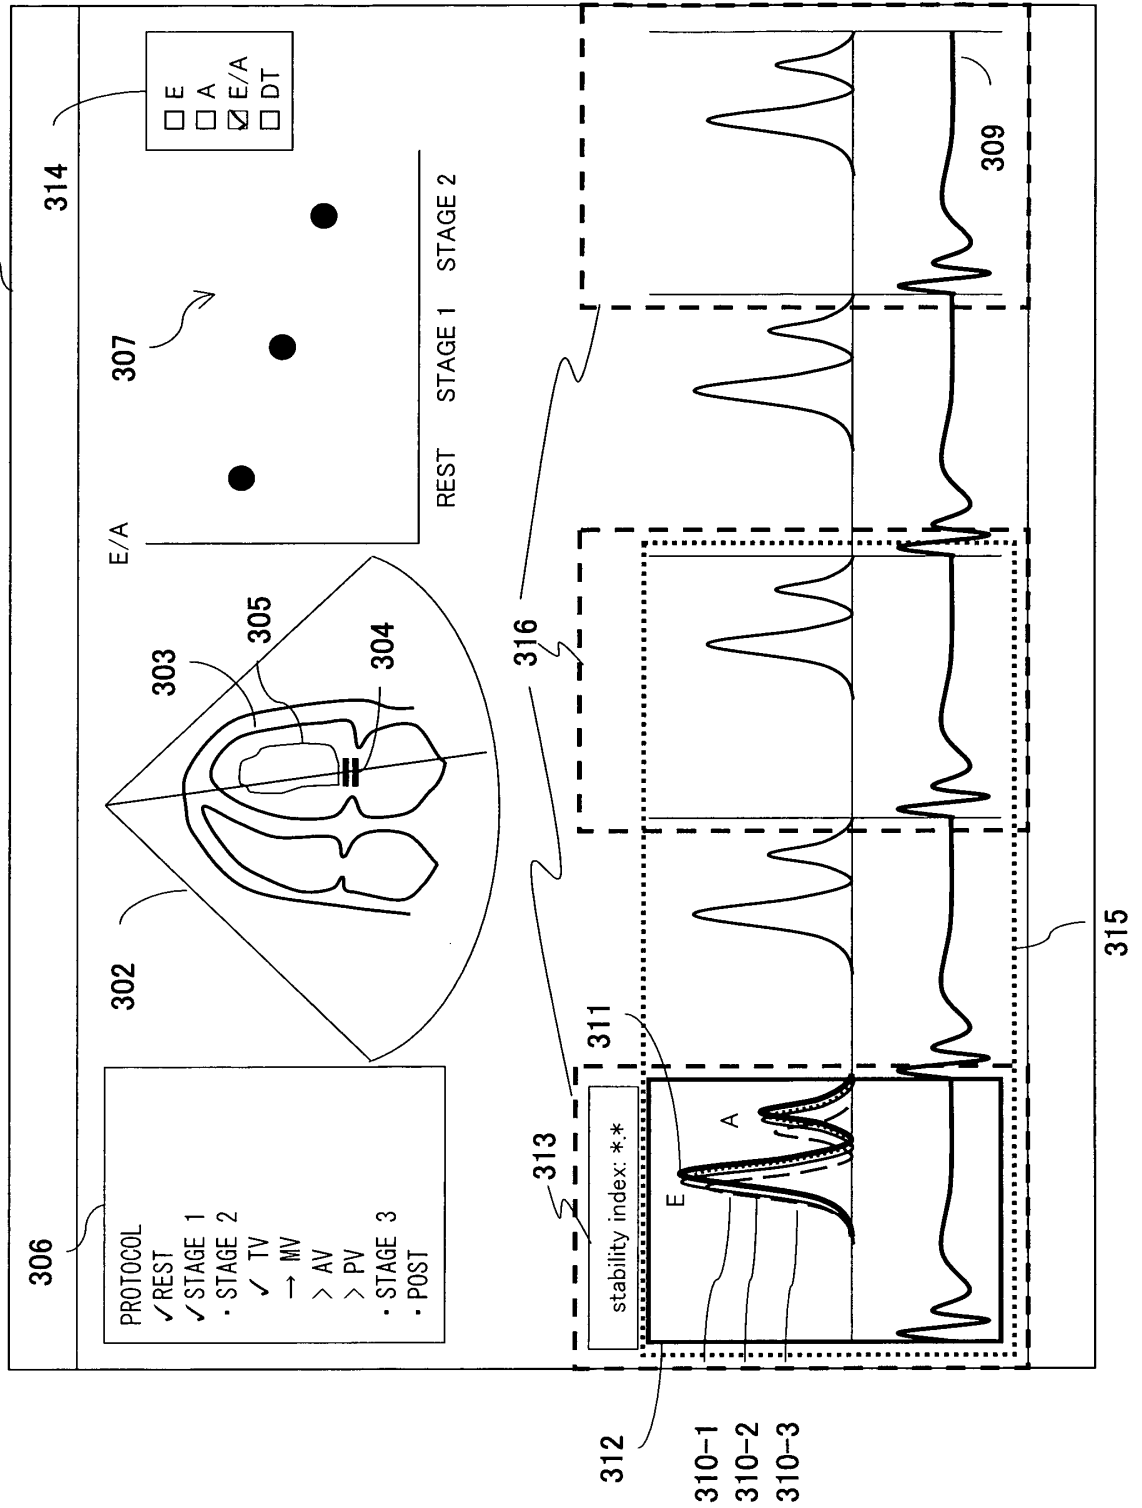 306
PROTOCOL
✓REST
✓STAGE 1
・STAGE 2
✓ TV
→ MV
> AV
> PV
・STAGE 3
・POST
302
303
305
304
E/A
307
REST STAGE 1 STAGE 2
314
□ E
□ A
☑ E/A
□ DT
316
313
stability index: *.*
311
E
A
312
310-1
310-2
310-3
315
309